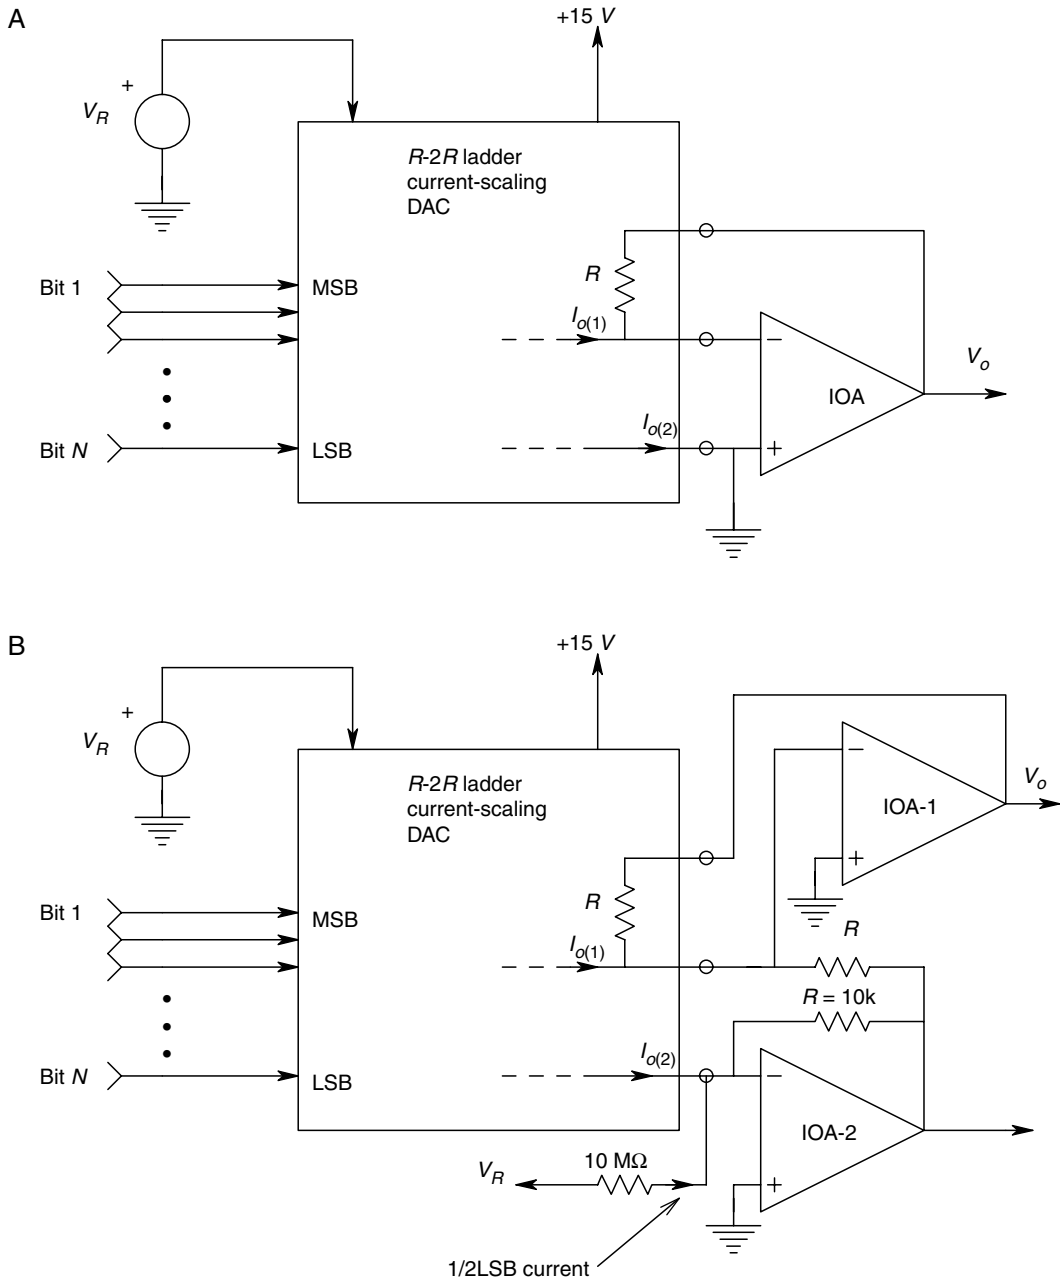 A
+15 V
+
V_R
R-2R ladder
current-scaling
DAC
R
Bit 1
MSB
I_o(1)
−
V_o
IOA
I_o(2)
Bit N
LSB
+
B
+15 V
+
V_R
R-2R ladder
current-scaling
DAC
−
V_o
IOA-1
+
R
Bit 1
MSB
R
I_o(1)
R = 10k
I_o(2)
Bit N
LSB
−
IOA-2
10 MΩ
V_R
+
1/2LSB current